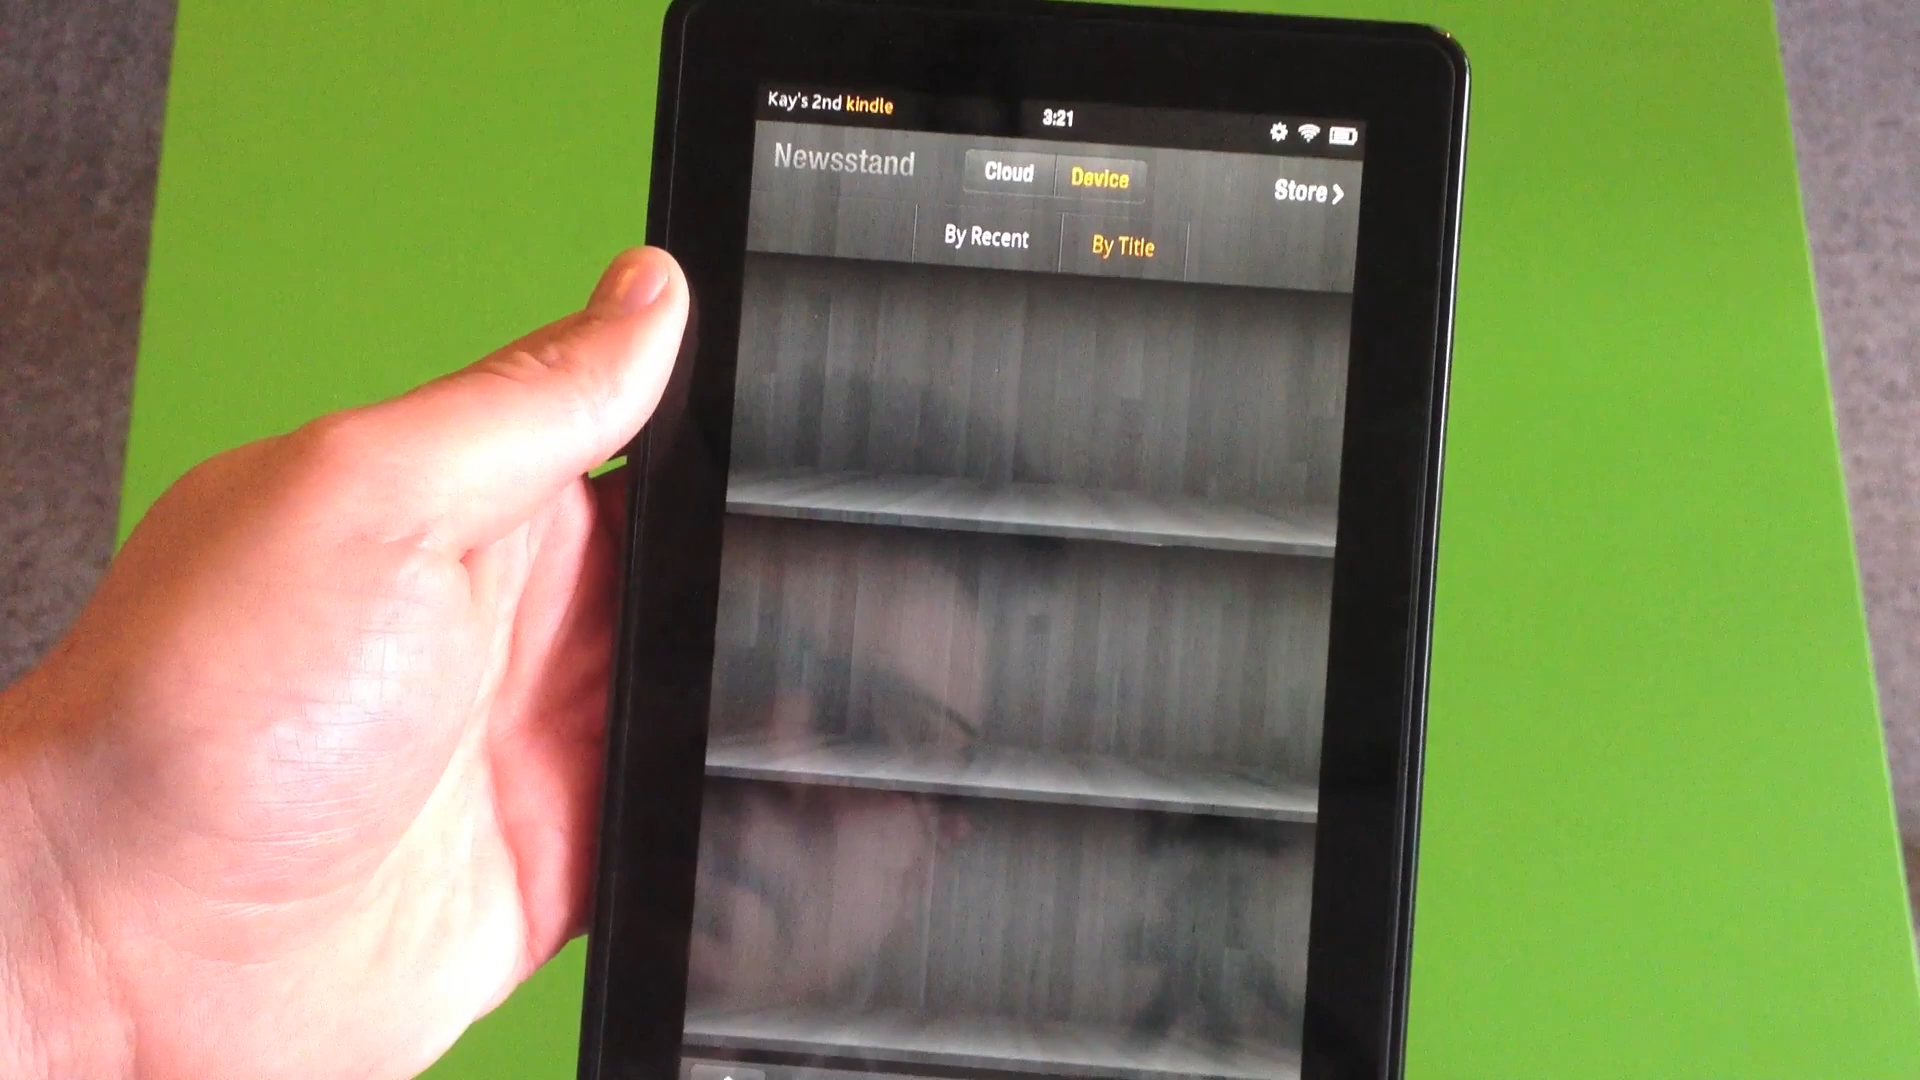 Kay's 2nd kindle 3:21
Newsstand Cloud Device Store
By Recent By Title